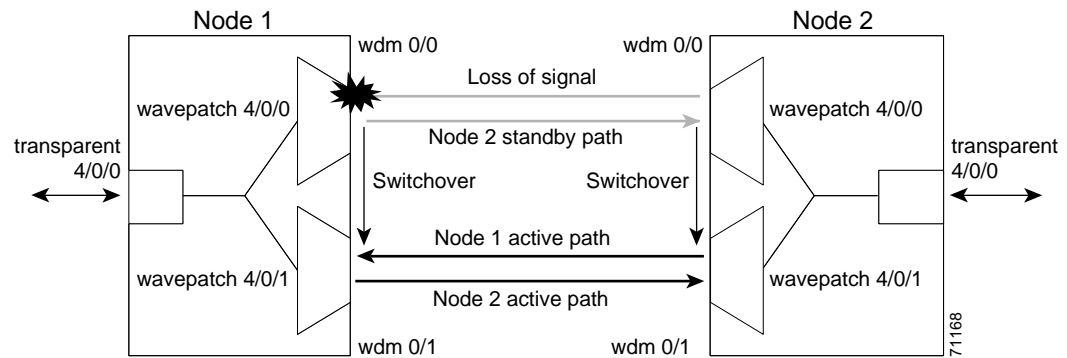 Node 1
Node 2
wdm 0/0
wdm 0/0
Loss of signal
wavepatch 4/0/0
wavepatch 4/0/0
Node 2 standby path
transparent
4/0/0
transparent
4/0/0
Switchover
Switchover
Node 1 active path
wavepatch 4/0/1
wavepatch 4/0/1
Node 2 active path
wdm 0/1
wdm 0/1
71168